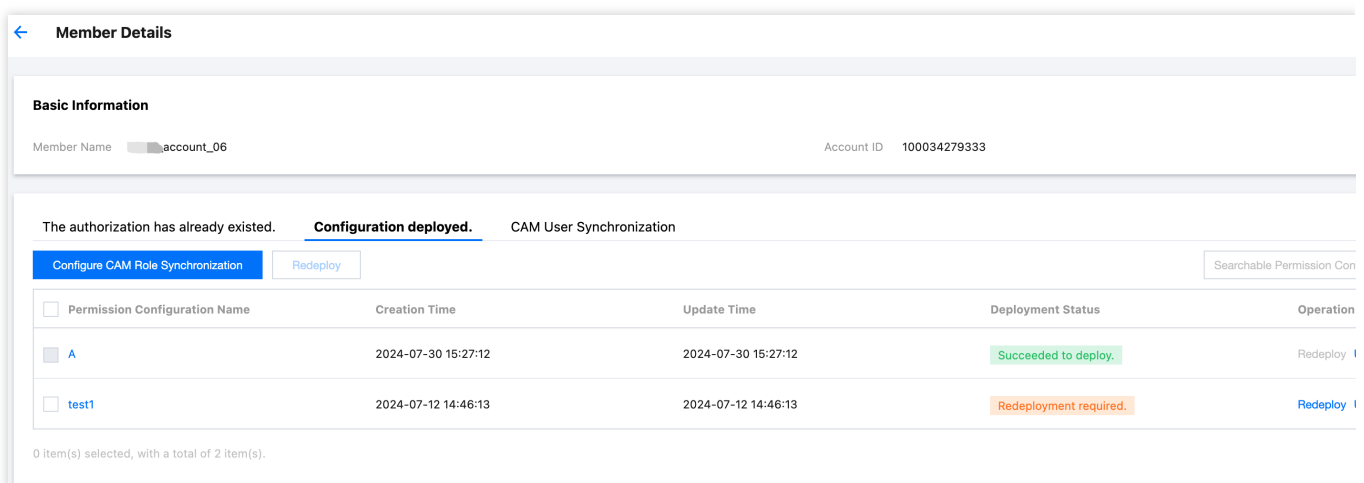 Member Details
Basic Information
Member Name account_06 Account ID 100034279333
The authorization has already existed. Configuration deployed. CAM User Synchronization
Configure CAM Role Synchronization Redeploy Searchable Permission Con
Permission Configuration Name Creation Time Update Time Deployment Status Operation
A 2024-07-30 15:27:12 2024-07-30 15:27:12 Succeeded to deploy. Redeploy
test1 2024-07-12 14:46:13 2024-07-12 14:46:13 Redeployment required. Redeploy
0 item(s) selected, with a total of 2 item(s).